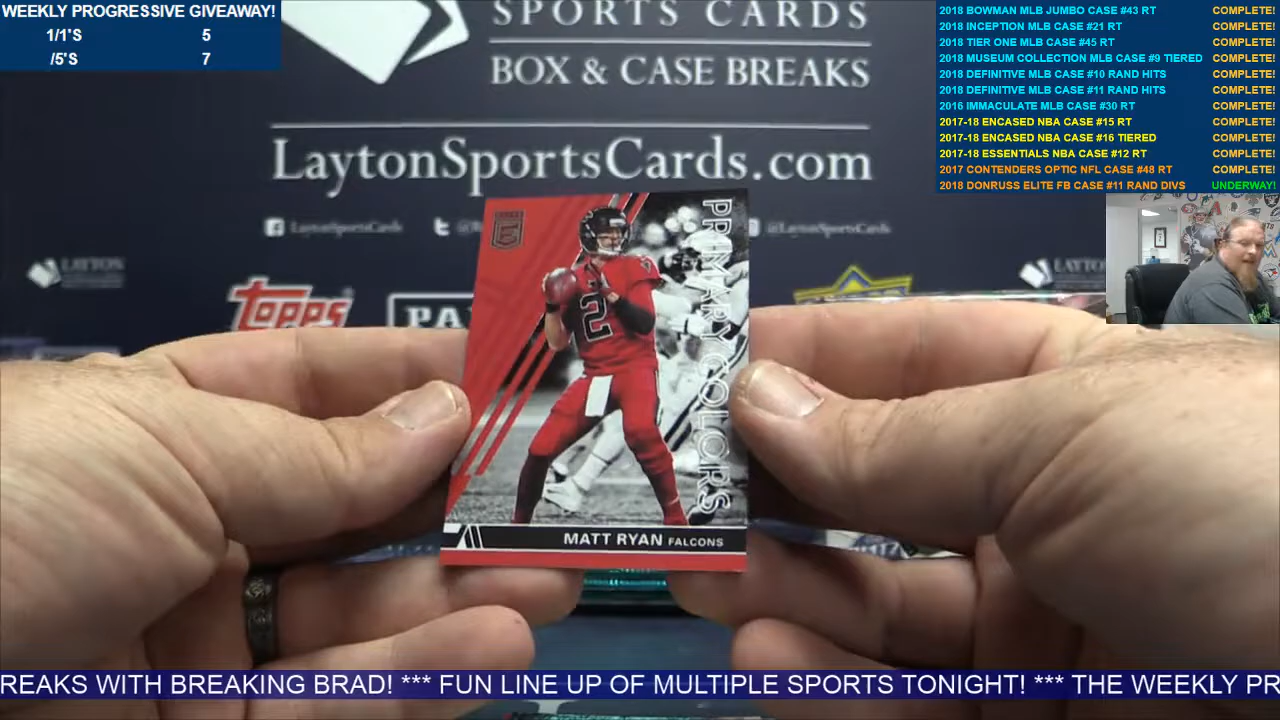 WEEKLY PROGRESSIVE GIVEAWAY!
1/1'S 5
/5'S 7
SPORTS CARDS
BOX & CASE BREAKS
LaytonSportsCards.com
/LaytonSportsCards
@LaytonSportsCards
LAYTON
LAYTON
TOPPS
PA
2018 BOWMAN MLB JUMBO CASE #43 RT COMPLETE!
2018 INCEPTION MLB CASE #21 RT COMPLETE!
2018 TIER ONE MLB CASE #45 RT COMPLETE!
2018 MUSEUM COLLECTION MLB CASE #9 TIERED COMPLETE!
2018 DEFINITIVE MLB CASE #10 RAND HITS COMPLETE!
2018 DEFINITIVE MLB CASE #11 RAND HITS COMPLETE!
2016 IMMACULATE MLB CASE #30 RT COMPLETE!
2017-18 ENCASED NBA CASE #15 RT COMPLETE!
2017-18 ENCASED NBA CASE #16 TIERED COMPLETE!
2017-18 ESSENTIALS NBA CASE #12 RT COMPLETE!
2017 CONTENDERS OPTIC NFL CASE #48 RT COMPLETE!
2018 DONRUSS ELITE FB CASE #11 RAND DIVS UNDERWAY!
E
2
PRIMARY COLORS
MATT RYAN FALCONS
REAKS WITH BREAKING BRAD! *** FUN LINE UP OF MULTIPLE SPORTS TONIGHT! *** THE WEEKLY PR